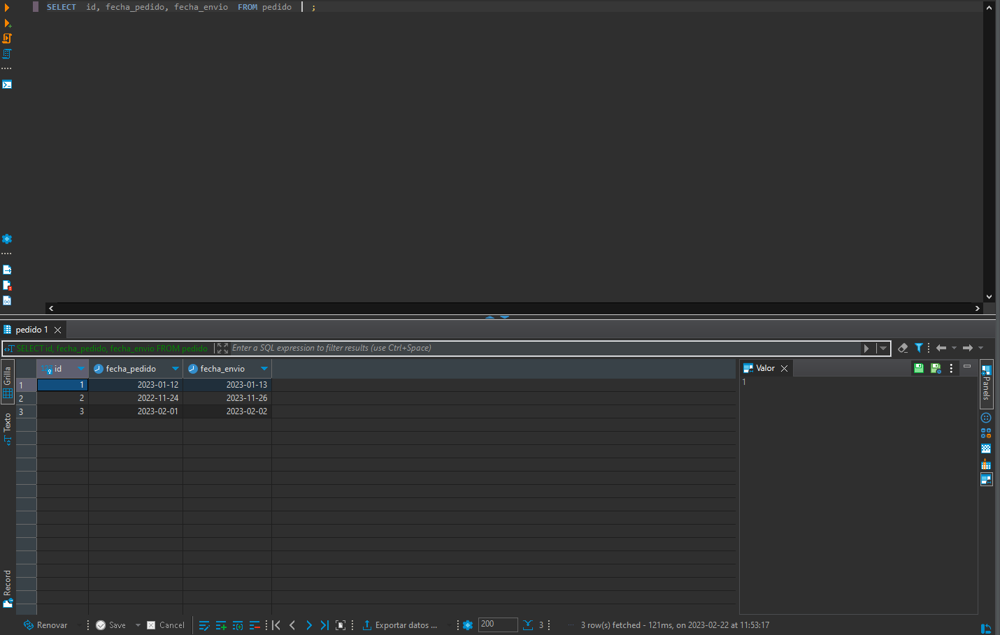 SELECT id, fecha_pedido, fecha_envio FROM pedido ;
pedido 1
SELECT id, fecha_pedido, fecha_envio FROM pedido
Enter a SQL expression to filter results (use Ctrl+Space)
Grilla
Texto
Record
id fecha_pedido fecha_envio
1 1 2023-01-12 2023-01-13
2 2 2022-11-24 2023-11-26
3 3 2023-02-01 2023-02-02
Valor
1
Panels
Renovar Save Cancel Exportar datos ... 200 3 3 row(s) fetched - 121ms, on 2023-02-22 at 11:53:17